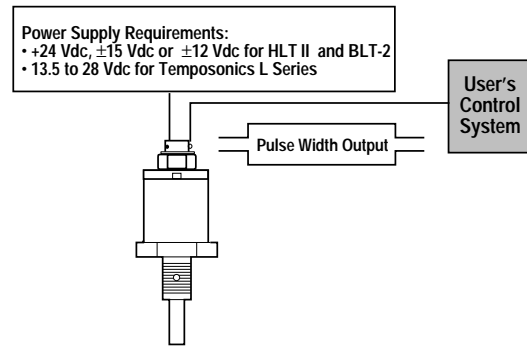 Power Supply Requirements:
• +24 Vdc, ±15 Vdc or ±12 Vdc for HLT II and BLT-2
• 13.5 to 28 Vdc for Temposonics L Series
User's
Control
System
Pulse Width Output